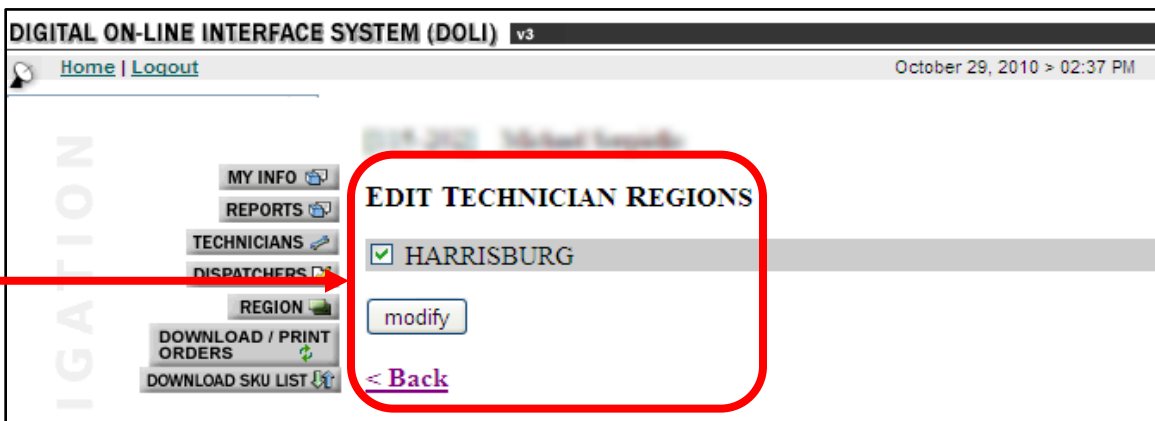 DIGITAL ON-LINE INTERFACE SYSTEM (DOLI) v3
Home | Logout October 29, 2010 > 02:37 PM
IGATION
MY INFO
REPORTS
TECHNICIANS
DISPATCHERS
REGION
DOWNLOAD / PRINT
ORDERS
DOWNLOAD SKU LIST
EDIT TECHNICIAN REGIONS
HARRISBURG
modify
< Back